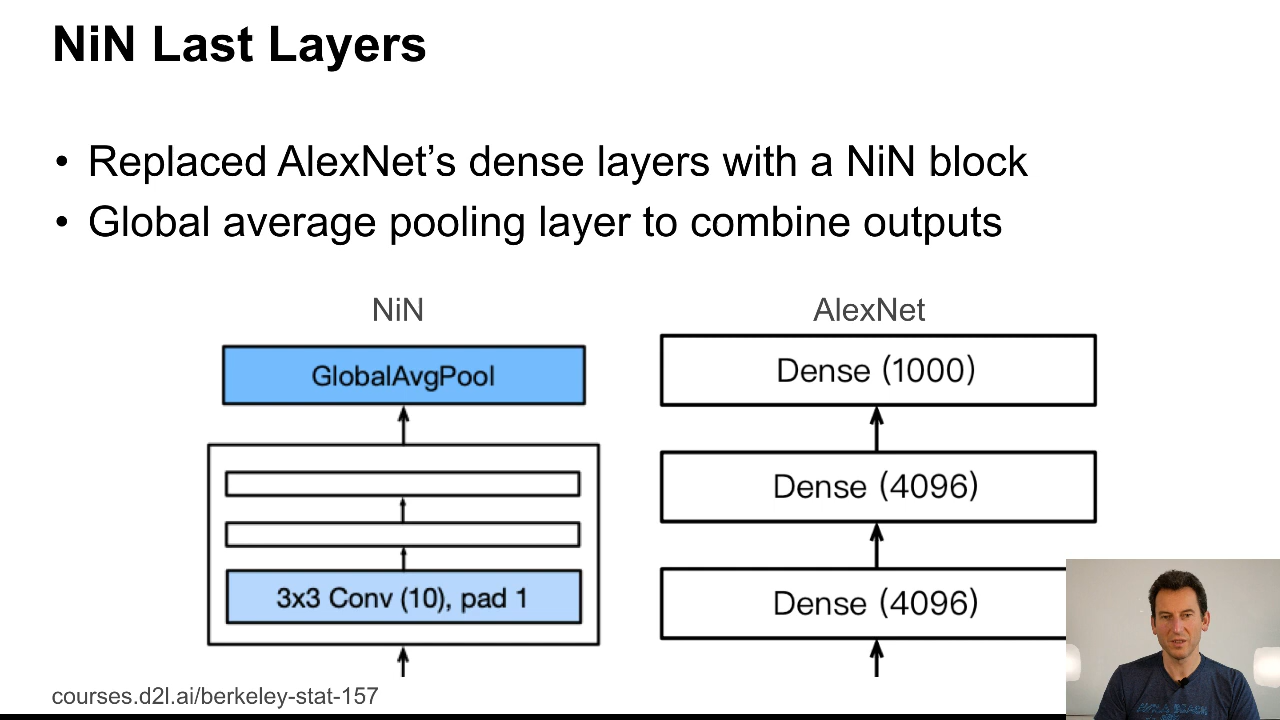 NiN Last Layers
• Replaced AlexNet’s dense layers with a NiN block
• Global average pooling layer to combine outputs
NiN
AlexNet
GlobalAvgPool
Dense (1000)
Dense (4096)
3x3 Conv (10), pad 1
Dense (4096)
courses.d2l.ai/berkeley-stat-157